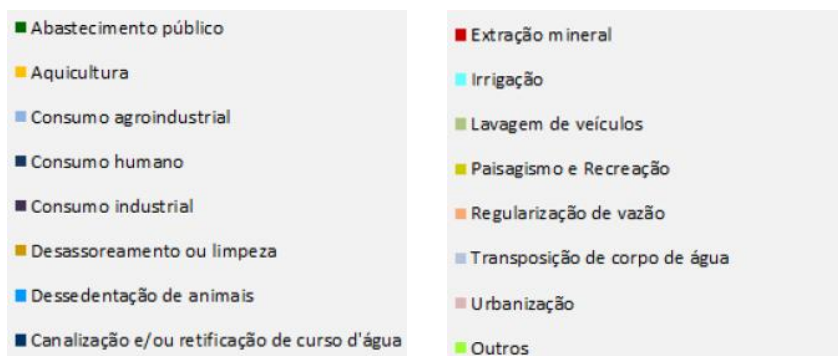 Abastecimento público
Aquicultura
Consumo agroindustrial
Consumo humano
Consumo industrial
Desassoreamento ou limpeza
Dessedentação de animais
Canalização e/ou retificação de curso d'água
Extração mineral
Irrigação
Lavagem de veículos
Paisagismo e Recreação
Regularização de vazão
Transposição de corpo de água
Urbanização
Outros